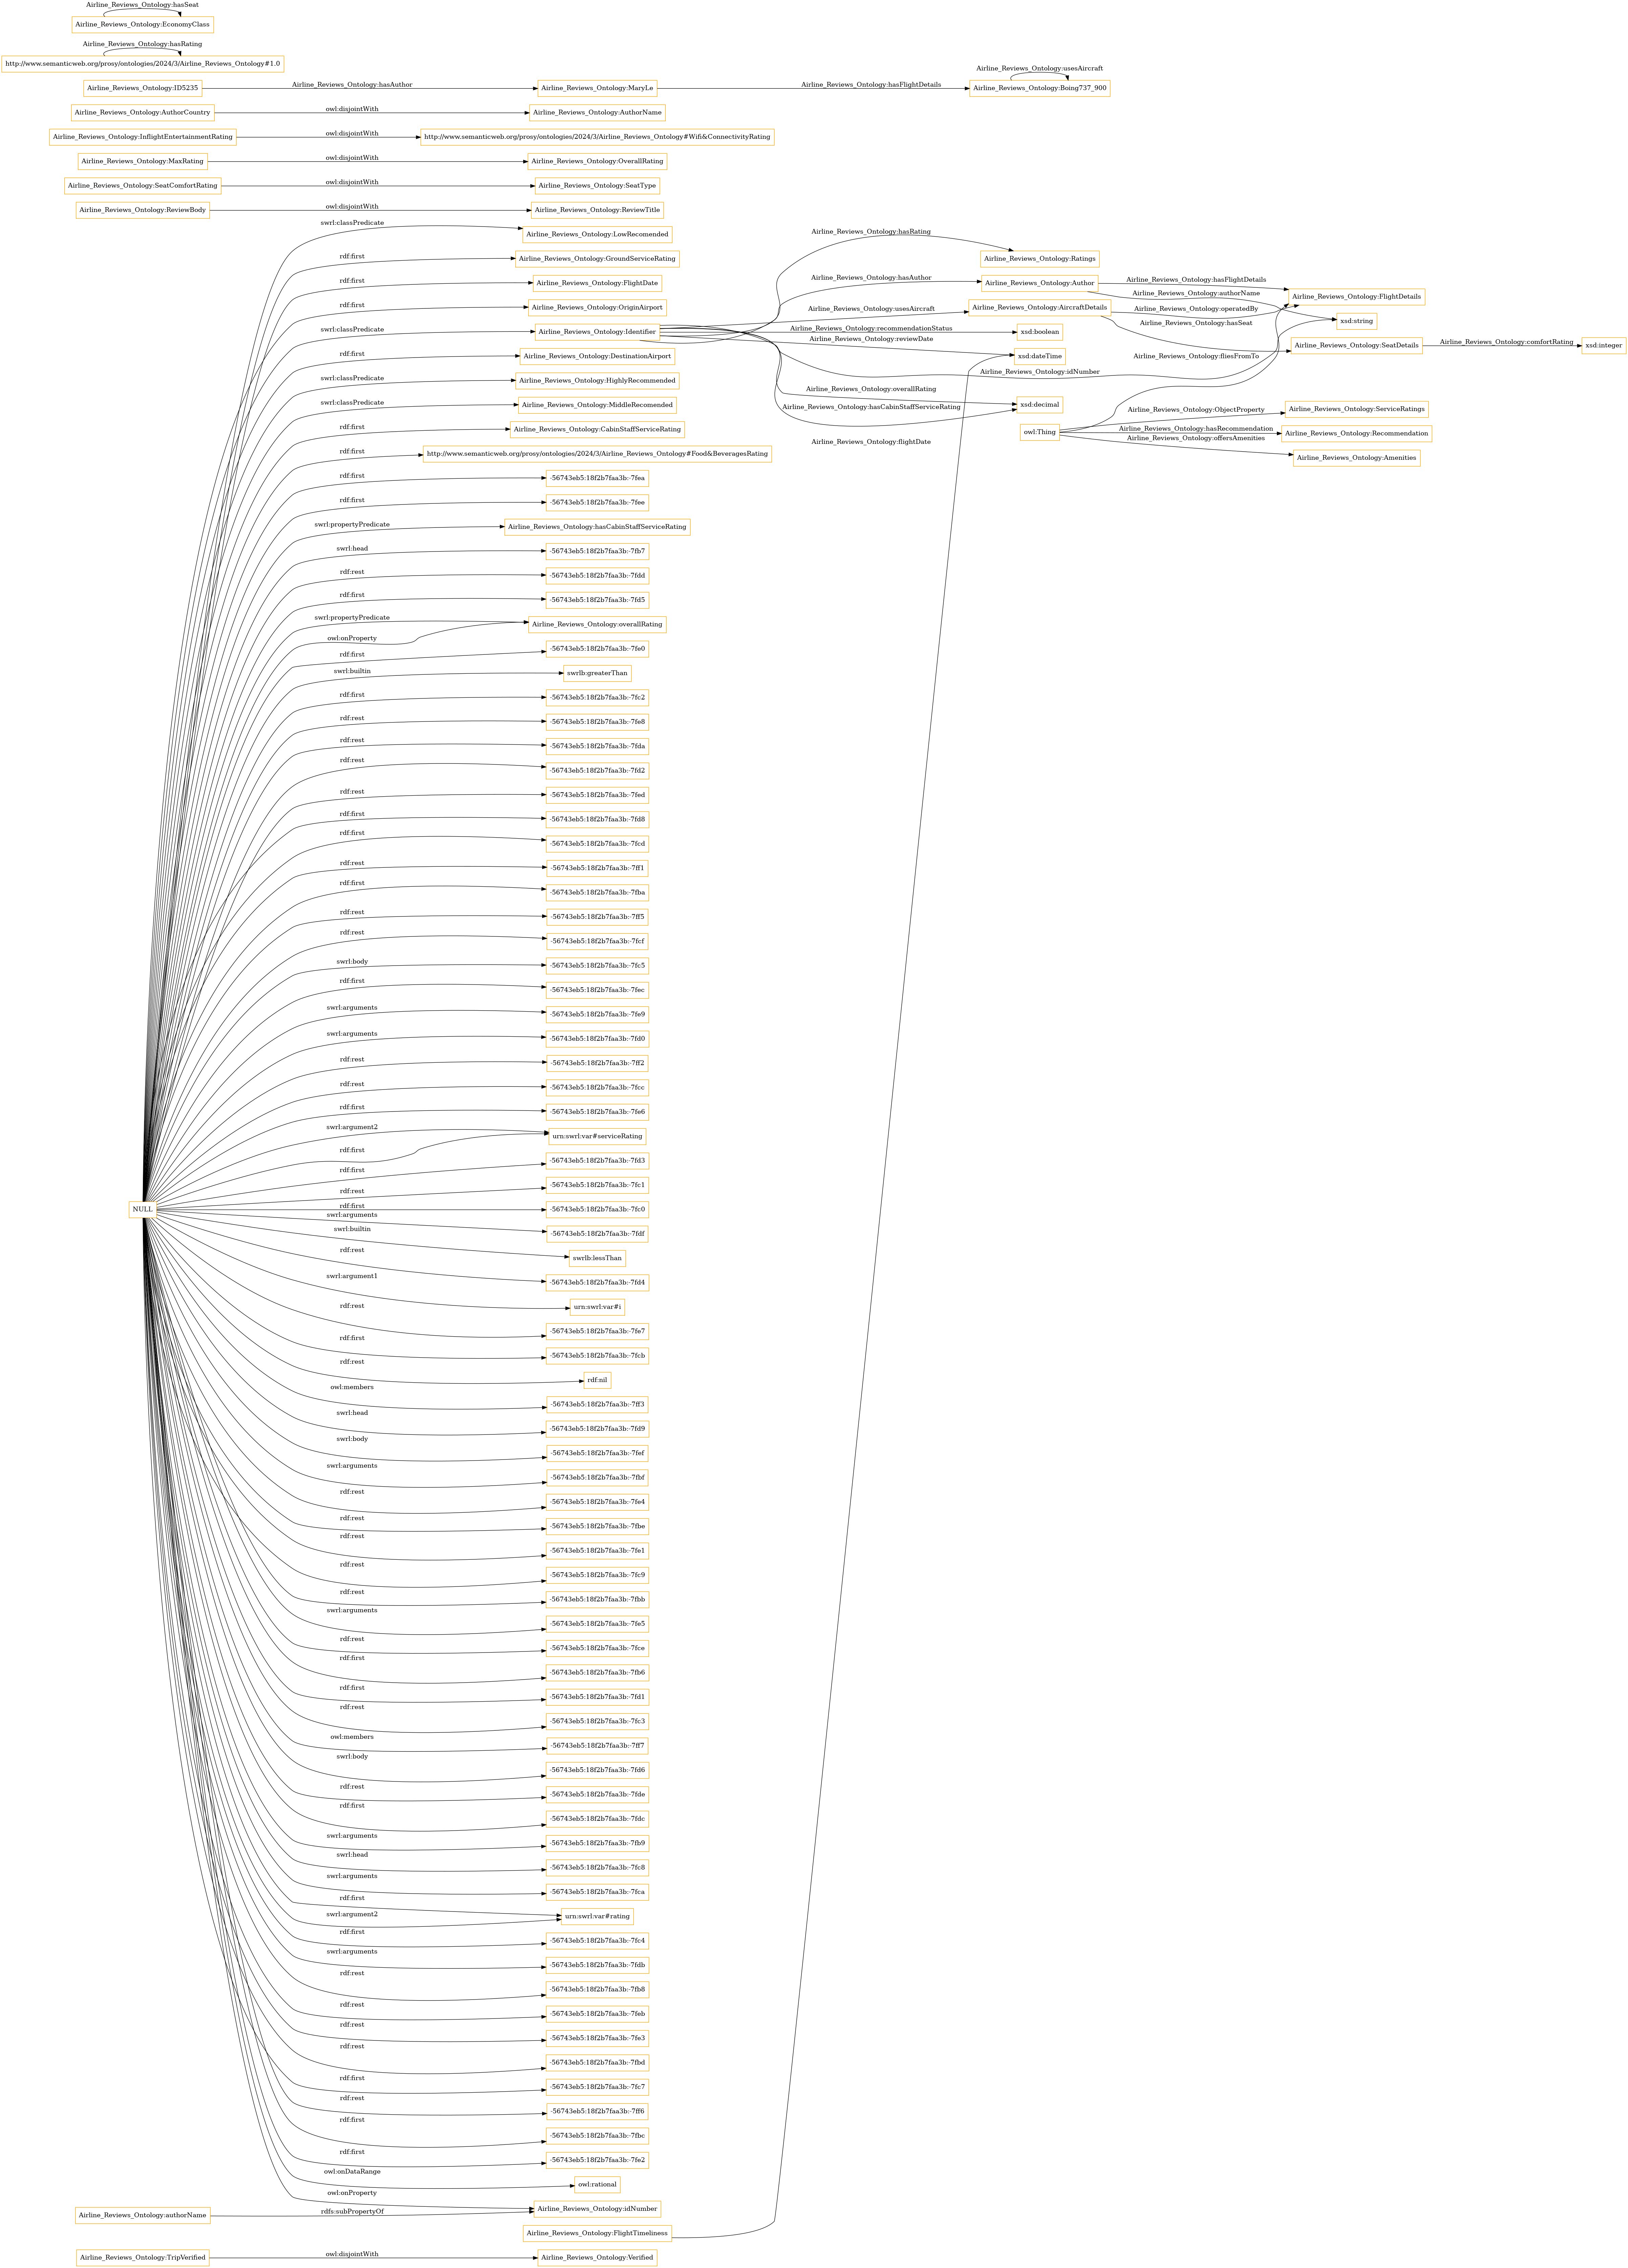 Airline_Reviews_Ontology:hasSeat
Airline_Reviews_Ontology:EconomyClass
Airline_Reviews_Ontology:hasRating
http://www.semanticweb.org/prosy/ontologies/2024/3/Airline_Reviews_Ontology#1.0
Airline_Reviews_Ontology:usesAircraft
Airline_Reviews_Ontology:ID5235
Airline_Reviews_Ontology:hasAuthor
Airline_Reviews_Ontology:MaryLe
Airline_Reviews_Ontology:hasFlightDetails
Airline_Reviews_Ontology:Boing737_900
Airline_Reviews_Ontology:AuthorCountry
owl:disjointWith
Airline_Reviews_Ontology:AuthorName
Airline_Reviews_Ontology:InflightEntertainmentRating
owl:disjointWith
http://www.semanticweb.org/prosy/ontologies/2024/3/Airline_Reviews_Ontology#Wifi&ConnectivityRating
Airline_Reviews_Ontology:MaxRating
owl:disjointWith
Airline_Reviews_Ontology:OverallRating
Airline_Reviews_Ontology:SeatComfortRating
owl:disjointWith
Airline_Reviews_Ontology:SeatType
Airline_Reviews_Ontology:ReviewBody
owl:disjointWith
Airline_Reviews_Ontology:ReviewTitle
swrl:classPredicate
Airline_Reviews_Ontology:LowRecomended
rdf:first
Airline_Reviews_Ontology:GroundServiceRating
rdf:first
Airline_Reviews_Ontology:FlightDate
rdf:first
Airline_Reviews_Ontology:OriginAirport
swrl:classPredicate
Airline_Reviews_Ontology:Identifier
rdf:first
Airline_Reviews_Ontology:DestinationAirport
swrl:classPredicate
Airline_Reviews_Ontology:HighlyRecommended
swrl:classPredicate
Airline_Reviews_Ontology:MiddleRecomended
rdf:first
Airline_Reviews_Ontology:CabinStaffServiceRating
rdf:first
http://www.semanticweb.org/prosy/ontologies/2024/3/Airline_Reviews_Ontology#Food&BeveragesRating
Airline_Reviews_Ontology:hasRating
Airline_Reviews_Ontology:Ratings
Airline_Reviews_Ontology:hasAuthor
Airline_Reviews_Ontology:Author
Airline_Reviews_Ontology:hasFlightDetails
Airline_Reviews_Ontology:authorName
Airline_Reviews_Ontology:FlightDetails
Airline_Reviews_Ontology:usesAircraft
Airline_Reviews_Ontology:AircraftDetails
Airline_Reviews_Ontology:operatedBy
Airline_Reviews_Ontology:hasSeat
xsd:string
Airline_Reviews_Ontology:recommendationStatus
xsd:boolean
Airline_Reviews_Ontology:reviewDate
xsd:dateTime
Airline_Reviews_Ontology:SeatDetails
Airline_Reviews_Ontology:comfortRating
xsd:integer
Airline_Reviews_Ontology:fliesFromTo
Airline_Reviews_Ontology:idNumber
Airline_Reviews_Ontology:overallRating
Airline_Reviews_Ontology:hasCabinStaffServiceRating
xsd:decimal
owl:Thing
Airline_Reviews_Ontology:ObjectProperty
Airline_Reviews_Ontology:ServiceRatings
Airline_Reviews_Ontology:hasRecommendation
Airline_Reviews_Ontology:Recommendation
Airline_Reviews_Ontology:offersAmenities
Airline_Reviews_Ontology:Amenities
Airline_Reviews_Ontology:flightDate
rdf:first
-56743eb5:18f2b7faa3b:-7fea
rdf:first
-56743eb5:18f2b7faa3b:-7fee
swrl:propertyPredicate
Airline_Reviews_Ontology:hasCabinStaffServiceRating
swrl:head
-56743eb5:18f2b7faa3b:-7fb7
rdf:rest
-56743eb5:18f2b7faa3b:-7fdd
rdf:first
-56743eb5:18f2b7faa3b:-7fd5
swrl:propertyPredicate
Airline_Reviews_Ontology:overallRating
owl:onProperty
rdf:first
-56743eb5:18f2b7faa3b:-7fe0
swrl:builtin
swrlb:greaterThan
rdf:first
-56743eb5:18f2b7faa3b:-7fc2
rdf:rest
-56743eb5:18f2b7faa3b:-7fe8
rdf:rest
-56743eb5:18f2b7faa3b:-7fda
rdf:rest
-56743eb5:18f2b7faa3b:-7fd2
rdf:rest
-56743eb5:18f2b7faa3b:-7fed
rdf:first
-56743eb5:18f2b7faa3b:-7fd8
rdf:first
-56743eb5:18f2b7faa3b:-7fcd
rdf:rest
-56743eb5:18f2b7faa3b:-7ff1
rdf:first
-56743eb5:18f2b7faa3b:-7fba
rdf:rest
-56743eb5:18f2b7faa3b:-7ff5
rdf:rest
-56743eb5:18f2b7faa3b:-7fcf
swrl:body
-56743eb5:18f2b7faa3b:-7fc5
rdf:first
-56743eb5:18f2b7faa3b:-7fec
swrl:arguments
-56743eb5:18f2b7faa3b:-7fe9
swrl:arguments
-56743eb5:18f2b7faa3b:-7fd0
rdf:rest
-56743eb5:18f2b7faa3b:-7ff2
rdf:rest
-56743eb5:18f2b7faa3b:-7fcc
rdf:first
-56743eb5:18f2b7faa3b:-7fe6
swrl:argument2
urn:swrl:var#serviceRating
rdf:first
rdf:first
-56743eb5:18f2b7faa3b:-7fd3
rdf:rest
-56743eb5:18f2b7faa3b:-7fc1
NULL
rdf:first
-56743eb5:18f2b7faa3b:-7fc0
swrl:arguments
-56743eb5:18f2b7faa3b:-7fdf
swrl:builtin
swrlb:lessThan
rdf:rest
-56743eb5:18f2b7faa3b:-7fd4
swrl:argument1
urn:swrl:var#i
rdf:rest
-56743eb5:18f2b7faa3b:-7fe7
rdf:first
-56743eb5:18f2b7faa3b:-7fcb
rdf:rest
rdf:nil
owl:members
-56743eb5:18f2b7faa3b:-7ff3
swrl:head
-56743eb5:18f2b7faa3b:-7fd9
swrl:body
-56743eb5:18f2b7faa3b:-7fef
swrl:arguments
-56743eb5:18f2b7faa3b:-7fbf
rdf:rest
-56743eb5:18f2b7faa3b:-7fe4
rdf:rest
-56743eb5:18f2b7faa3b:-7fbe
rdf:rest
-56743eb5:18f2b7faa3b:-7fe1
rdf:rest
-56743eb5:18f2b7faa3b:-7fc9
rdf:rest
-56743eb5:18f2b7faa3b:-7fbb
swrl:arguments
-56743eb5:18f2b7faa3b:-7fe5
rdf:rest
-56743eb5:18f2b7faa3b:-7fce
rdf:first
-56743eb5:18f2b7faa3b:-7fb6
rdf:first
-56743eb5:18f2b7faa3b:-7fd1
rdf:rest
-56743eb5:18f2b7faa3b:-7fc3
owl:members
-56743eb5:18f2b7faa3b:-7ff7
swrl:body
-56743eb5:18f2b7faa3b:-7fd6
rdf:rest
-56743eb5:18f2b7faa3b:-7fde
rdf:first
-56743eb5:18f2b7faa3b:-7fdc
swrl:arguments
-56743eb5:18f2b7faa3b:-7fb9
swrl:head
-56743eb5:18f2b7faa3b:-7fc8
swrl:arguments
-56743eb5:18f2b7faa3b:-7fca
rdf:first
urn:swrl:var#rating
swrl:argument2
rdf:first
-56743eb5:18f2b7faa3b:-7fc4
swrl:arguments
-56743eb5:18f2b7faa3b:-7fdb
rdf:rest
-56743eb5:18f2b7faa3b:-7fb8
rdf:rest
-56743eb5:18f2b7faa3b:-7feb
rdf:rest
-56743eb5:18f2b7faa3b:-7fe3
rdf:rest
-56743eb5:18f2b7faa3b:-7fbd
rdf:first
-56743eb5:18f2b7faa3b:-7fc7
rdf:rest
-56743eb5:18f2b7faa3b:-7ff6
rdf:first
-56743eb5:18f2b7faa3b:-7fbc
rdf:first
-56743eb5:18f2b7faa3b:-7fe2
owl:onDataRange
owl:rational
owl:onProperty
Airline_Reviews_Ontology:idNumber
Airline_Reviews_Ontology:authorName
rdfs:subPropertyOf
Airline_Reviews_Ontology:FlightTimeliness
Airline_Reviews_Ontology:TripVerified
owl:disjointWith
Airline_Reviews_Ontology:Verified